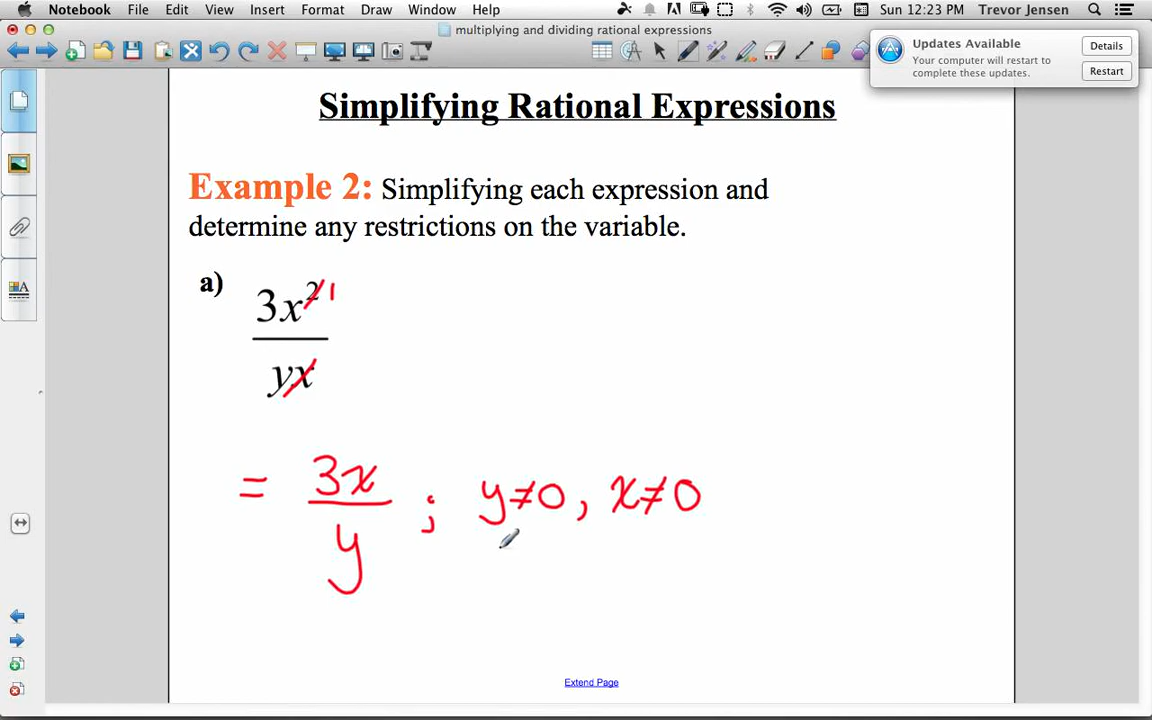 Notebook File Edit View Insert Format Draw Window Help Sun 12:23 PM Trevor Jensen
multiplying and dividing rational expressions
Updates Available
Your computer will restart to
complete these updates.
Details
Restart
Simplifying Rational Expressions
Example 2: Simplifying each expression and
determine any restrictions on the variable.
a)
3x² 1
yx
= 3x
y
; y≠0, x≠0
Extend Page